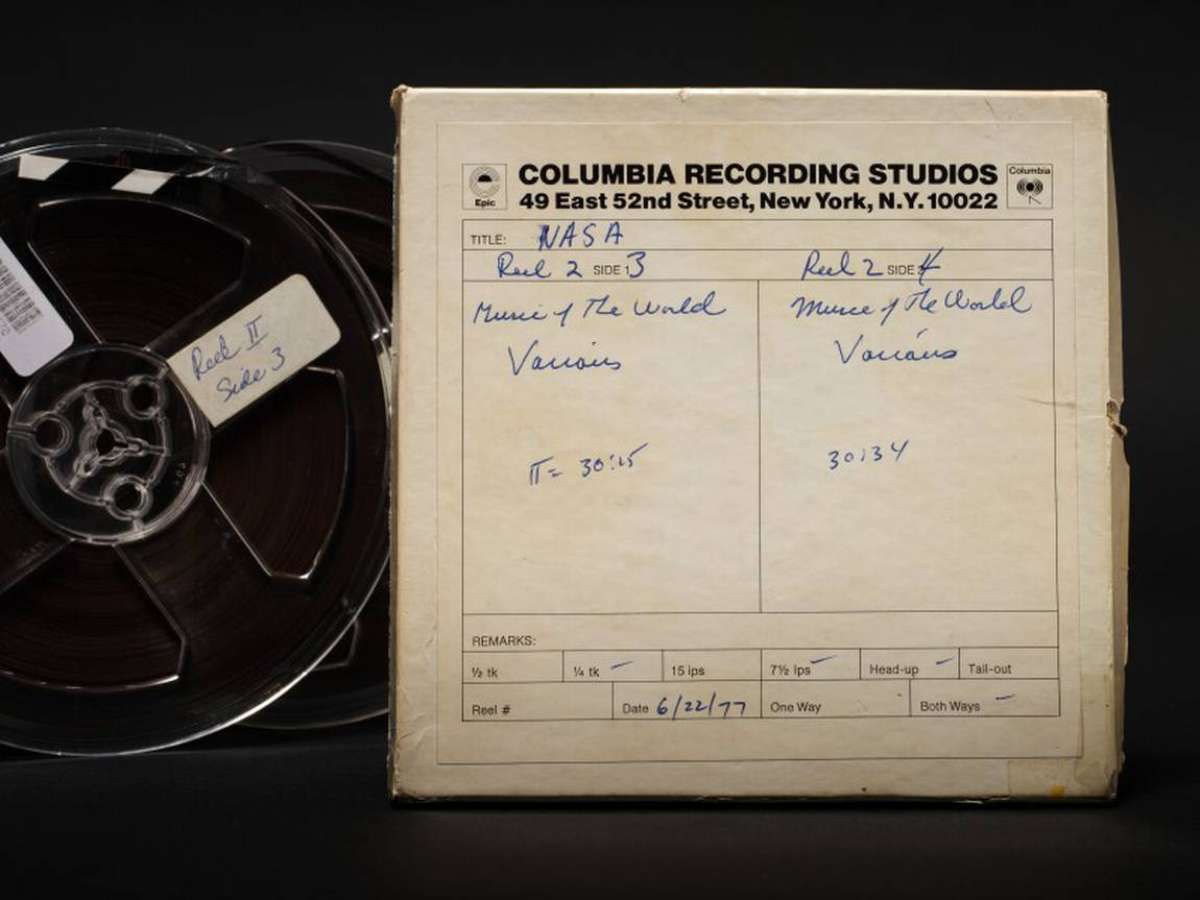 Reel II
Side 3
Epic
COLUMBIA RECORDING STUDIOS
49 East 52nd Street, New York, N.Y. 10022
Columbia
TITLE: NASA
Reel 2 SIDE 1 3
Reel 2 SIDE 4
Music of The World
Various
II = 30:25
Music of The World
Various
30:34
REMARKS:
½ tk
¼ tk
15 ips
7½ ips
Head-up
Tail-out
Reel #
Date 6/22/77
One Way
Both Ways